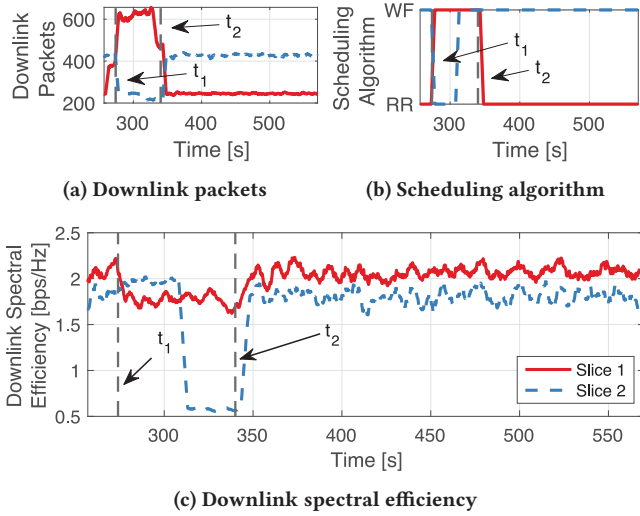 Downlink
Packets
600
400
200
t1
t2
300 400 500
Time [s]
(a) Downlink packets
Scheduling
Algorithm
WF
RR
t1
t2
300 400 500
Time [s]
(b) Scheduling algorithm
Downlink Spectral
Efficiency [bps/Hz]
2.5
2
1.5
1
0.5
t1
t2
Slice 1
Slice 2
300 350 400 450 500 550
Time [s]
(c) Downlink spectral efficiency